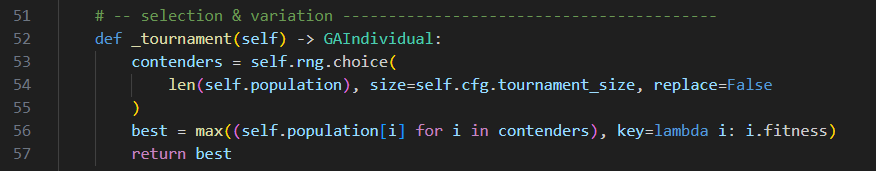 51 # -- selection & variation -----------------------------------------
52 def _tournament(self) -> GAIndividual:
53 contenders = self.rng.choice(
54 len(self.population), size=self.cfg.tournament_size, replace=False
55 )
56 best = max((self.population[i] for i in contenders), key=lambda i: i.fitness)
57 return best